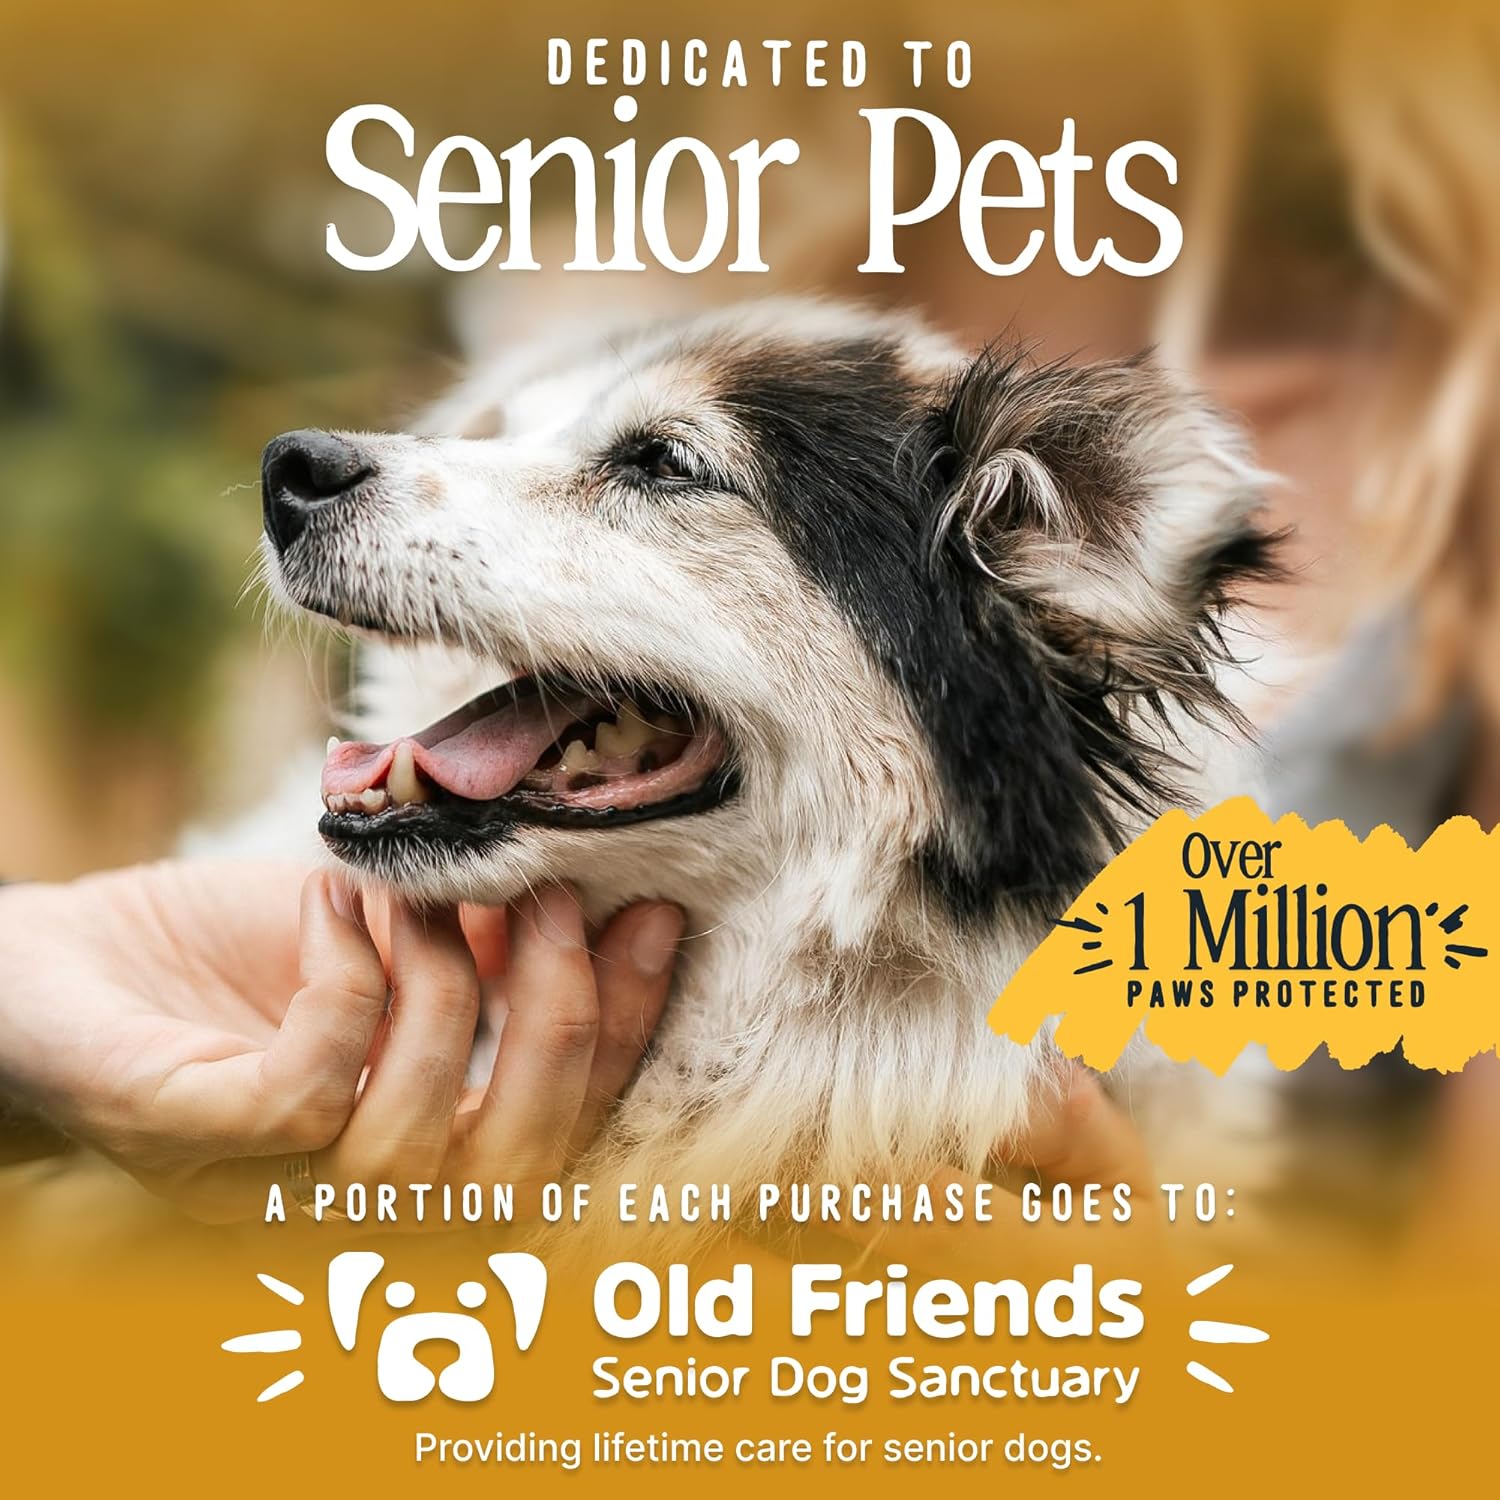 DEDICATED TO
Senior Pets
Over
1 Million
PAWS PROTECTED
A PORTION OF EACH PURCHASE GOES TO:
Old Friends
Senior Dog Sanctuary
Providing lifetime care for senior dogs.